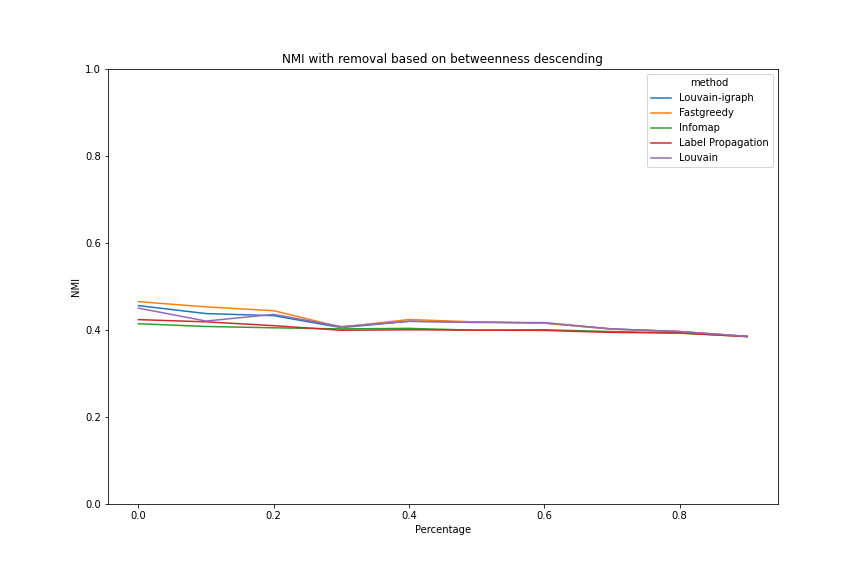 NMI with removal based on betweenness descending
method
Louvain-igraph
Fastgreedy
Infomap
Label Propagation
Louvain
1.0
0.8
0.6
0.4
0.2
0.0
NMI
0.0 0.2 0.4 0.6 0.8
Percentage